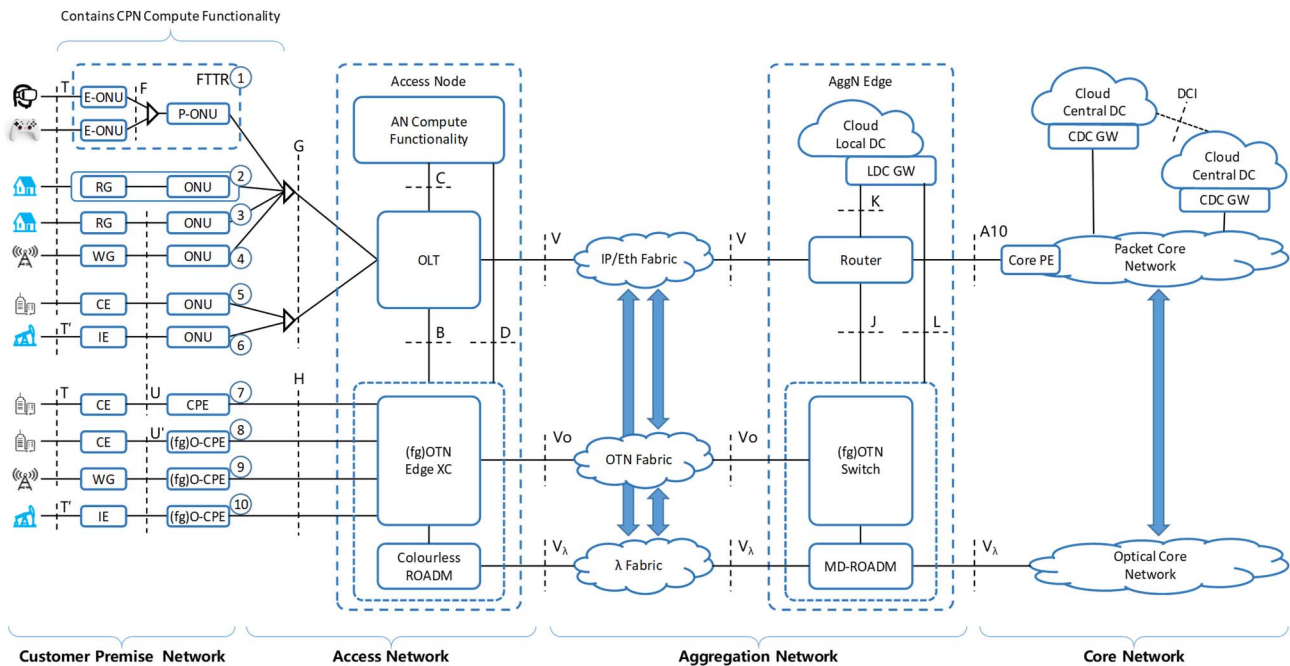 Contains CPN Compute Functionality
T
F
FTTR
1
E-ONU
E-ONU
P-ONU
RG
ONU
2
RG
ONU
3
WG
ONU
4
CE
ONU
5
T'
IE
ONU
6
G
T
CE
U
CPE
7
H
CE
U'
(fg)O-CPE
8
WG
(fg)O-CPE
9
T'
IE
(fg)O-CPE
10
Access Node
AN Compute
Functionality
C
OLT
B
D
(fg)OTN
Edge XC
Colourless
ROADM
V
IP/Eth Fabric
V
Vo
OTN Fabric
Vo
Vλ
λ Fabric
Vλ
AggN Edge
Cloud
Local DC
LDC GW
K
Router
J
L
(fg)OTN
Switch
MD-ROADM
A10
Core PE
Packet Core
Network
Cloud
Central DC
CDC GW
DCI
Cloud
Central DC
CDC GW
Vλ
Optical Core
Network
Customer Premise Network
Access Network
Aggregation Network
Core Network